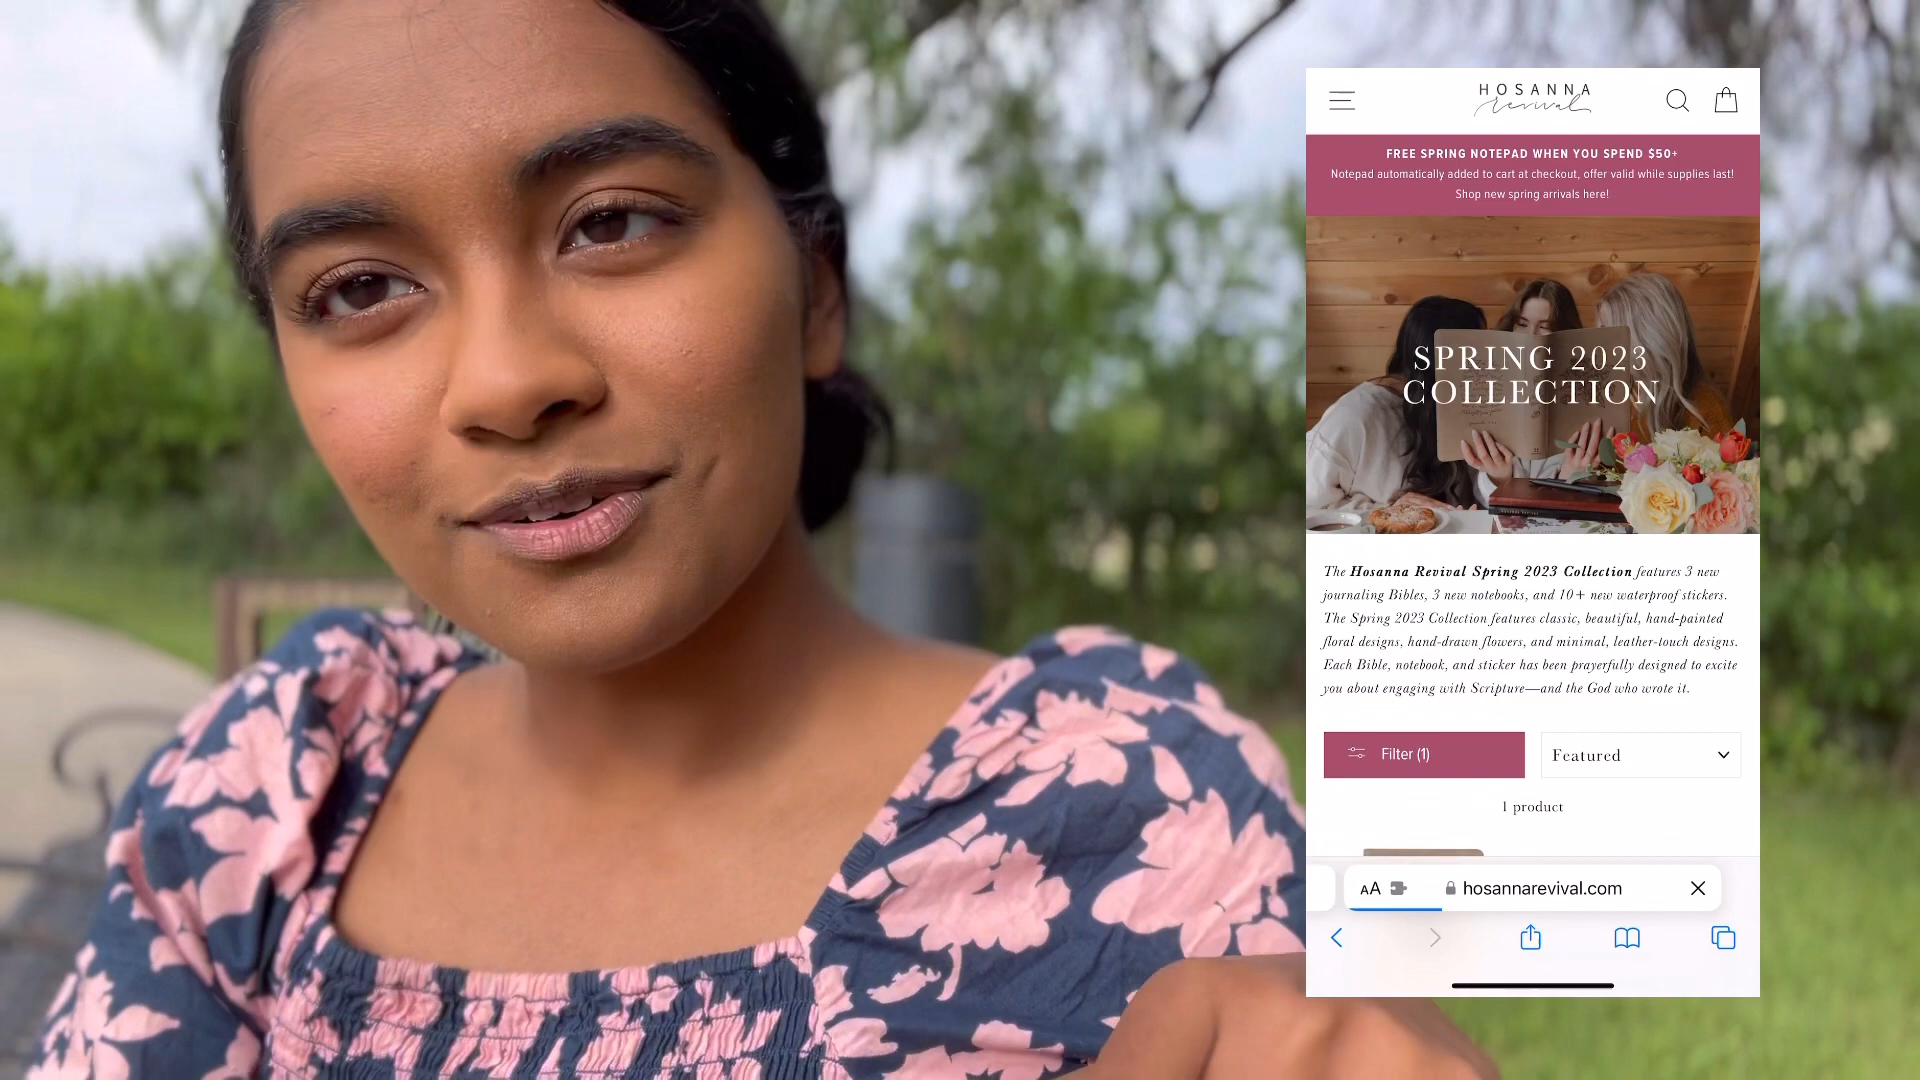 HOSANNA
revival
FREE SPRING NOTEPAD WHEN YOU SPEND $50+
Notepad automatically added to cart at checkout, offer valid while supplies last!
Shop new spring arrivals here!
SPRING 2023
COLLECTION
The Hosanna Revival Spring 2023 Collection features 3 new
journaling Bibles, 3 new notebooks, and 10+ new waterproof stickers.
The Spring 2023 Collection features classic, beautiful, hand-painted
floral designs, hand-drawn flowers, and minimal, leather-touch designs.
Each Bible, notebook, and sticker has been prayerfully designed to excite
you about engaging with Scripture—and the God who wrote it.
Filter (1)
Featured
1 product
AA
hosannarevival.com